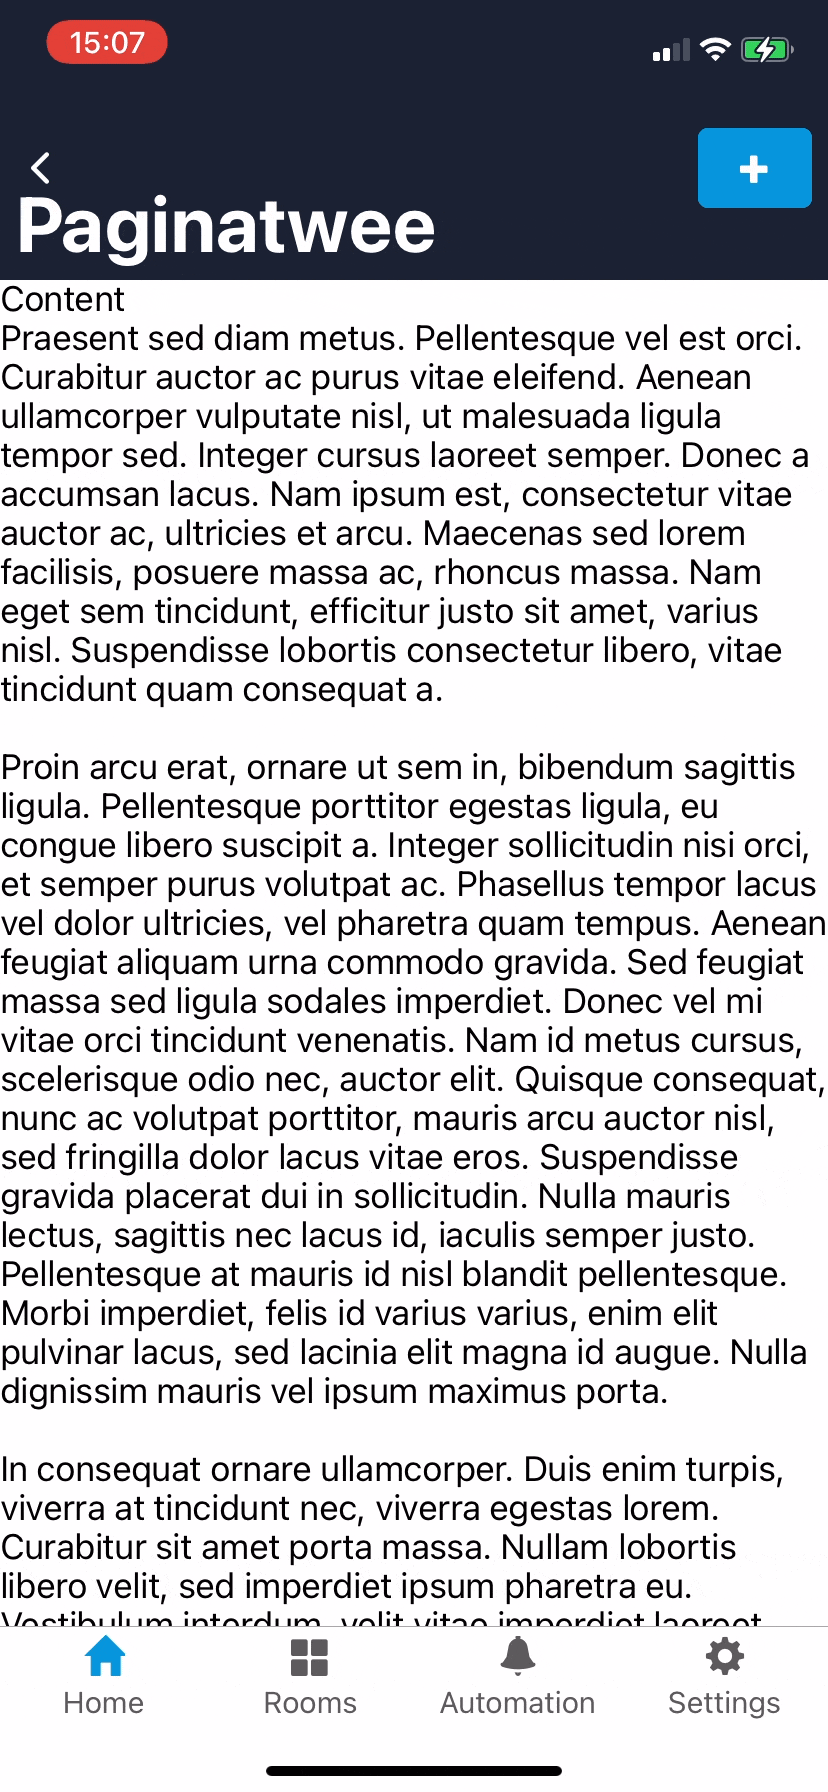 15:07
Paginatwee
Content
Praesent sed diam metus. Pellentesque vel est orci.
Curabitur auctor ac purus vitae eleifend. Aenean
ullamcorper vulputate nisl, ut malesuada ligula
tempor sed. Integer cursus laoreet semper. Donec a
accumsan lacus. Nam ipsum est, consectetur vitae
auctor ac, ultricies et arcu. Maecenas sed lorem
facilisis, posuere massa ac, rhoncus massa. Nam
eget sem tincidunt, efficitur justo sit amet, varius
nisl. Suspendisse lobortis consectetur libero, vitae
tincidunt quam consequat a.
Proin arcu erat, ornare ut sem in, bibendum sagittis
ligula. Pellentesque porttitor egestas ligula, eu
congue libero suscipit a. Integer sollicitudin nisi orci,
et semper purus volutpat ac. Phasellus tempor lacus
vel dolor ultricies, vel pharetra quam tempus. Aenean
feugiat aliquam urna commodo gravida. Sed feugiat
massa sed ligula sodales imperdiet. Donec vel mi
vitae orci tincidunt venenatis. Nam id metus cursus,
scelerisque odio nec, auctor elit. Quisque consequat,
nunc ac volutpat porttitor, mauris arcu auctor nisl,
sed fringilla dolor lacus vitae eros. Suspendisse
gravida placerat dui in sollicitudin. Nulla mauris
lectus, sagittis nec lacus id, iaculis semper justo.
Pellentesque at mauris id nisl blandit pellentesque.
Morbi imperdiet, felis id varius varius, enim elit
pulvinar lacus, sed lacinia elit magna id augue. Nulla
dignissim mauris vel ipsum maximus porta.
In consequat ornare ullamcorper. Duis enim turpis,
viverra at tincidunt nec, viverra egestas lorem.
Curabitur sit amet porta massa. Nullam lobortis
libero velit, sed imperdiet ipsum pharetra eu.
Vestibulum interdum, velit vitae imperdiet laoreet
Home
Rooms
Automation
Settings